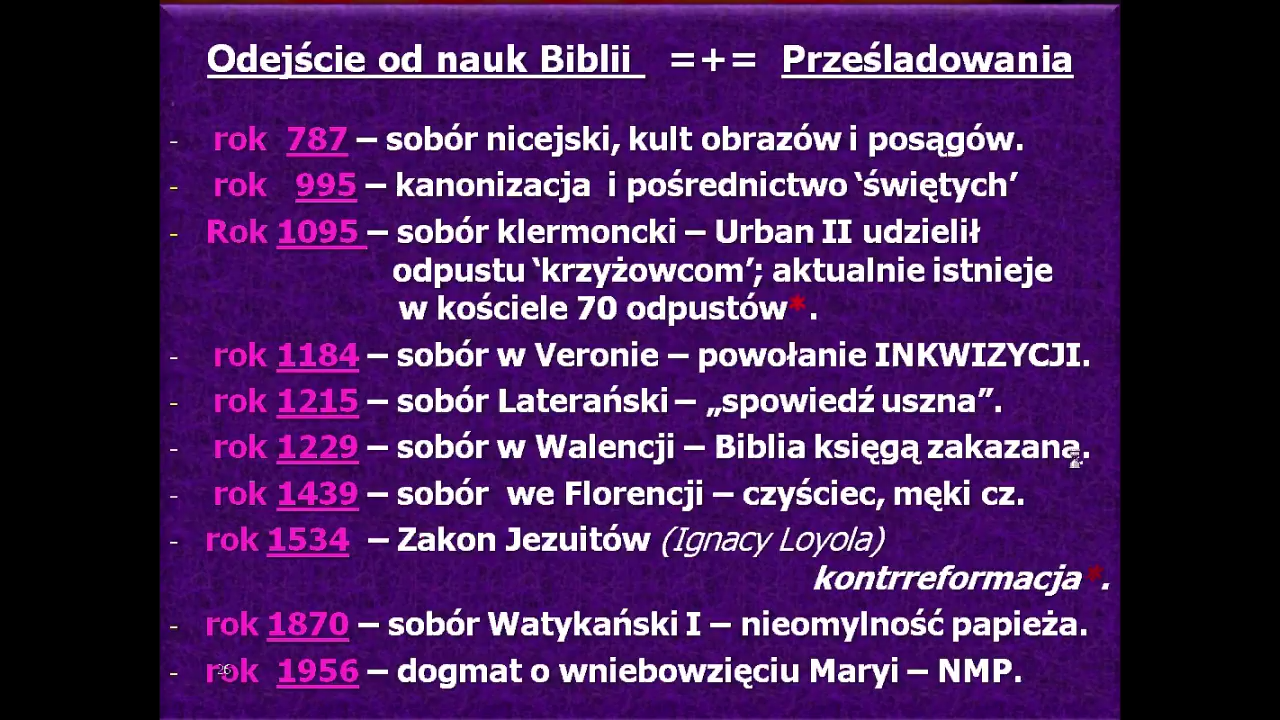 Odejście od nauk Biblii =+= Prześladowania
- rok 787 – sobór nicejski, kult obrazów i posągów.
- rok 995 – kanonizacja i pośrednictwo ‘świętych’
- Rok 1095 – sobór klermoncki – Urban II udzielił
odpustu ‘krzyżowcom’; aktualnie istnieje
w kościele 70 odpustów*.
- rok 1184 – sobór w Veronie – powołanie INKWIZYCJI.
- rok 1215 – sobór Laterański – „spowiedź uszna”.
- rok 1229 – sobór w Walencji – Biblia księgą zakazaną.
- rok 1439 – sobór we Florencji – czyściec, męki cz.
- rok 1534 – Zakon Jezuitów (Ignacy Loyola)
kontrreformacja*.
- rok 1870 – sobór Watykański I – nieomylność papieża.
- rok 1956 – dogmat o wniebowzięciu Maryi – NMP.